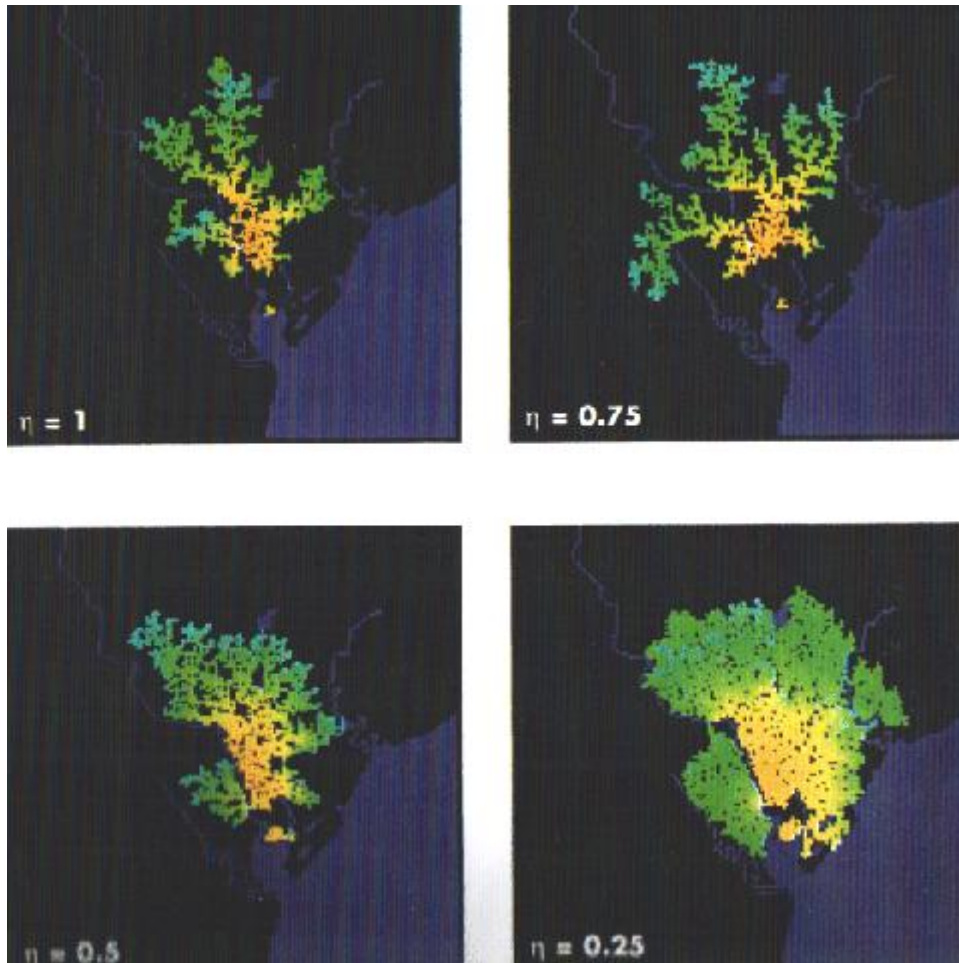 η = 1
η = 0.75
η = 0.5
η = 0.25